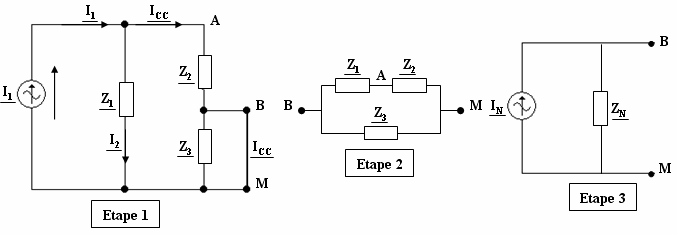 I1
ICC
A
I1
Z1
Z2
B
I2
Z3
ICC
M
Etape 1
Z1
A
Z2
B
M
Z3
Etape 2
B
IN
ZN
M
Etape 3